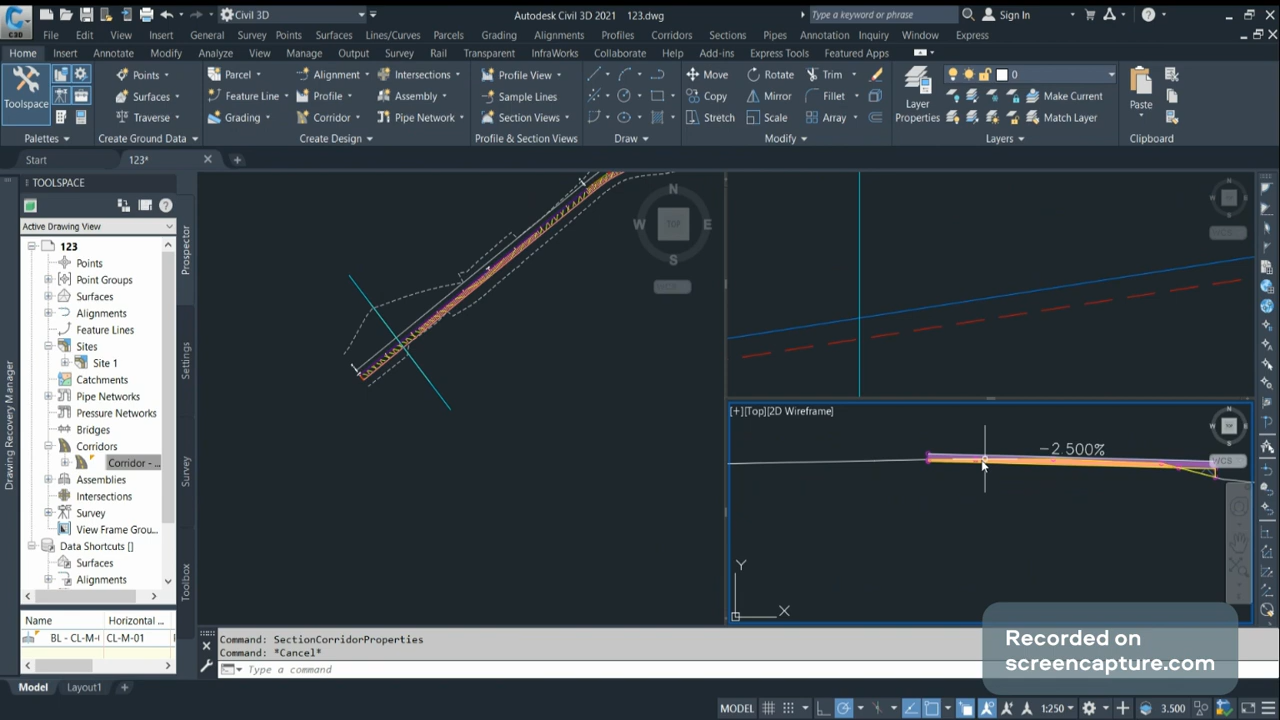 C3D Civil 3D Autodesk Civil 3D 2021 123.dwg Type a keyword or phrase Sign In
File Edit View Insert General Survey Points Surfaces Lines/Curves Parcels Grading Alignments Profiles Corridors Sections Pipes Annotation Inquiry Window Express
Home Insert Annotate Modify Analyze View Manage Output Survey Rail Transparent InfraWorks Collaborate Help Add-ins Express Tools Featured Apps
Points Parcel Alignment Intersections Profile View Move Rotate Trim 0
Toolspace Surfaces Feature Line Profile Assembly Sample Lines Copy Mirror Fillet Layer Properties Make Current Paste
Traverse Grading Corridor Pipe Network Section Views Stretch Scale Array Match Layer
Palettes Create Ground Data Create Design Profile & Section Views Draw Modify Layers Clipboard
Start 123*
TOOLSPACE
Active Drawing View
123
Points
Point Groups
Surfaces
Alignments
Feature Lines
Sites
Site 1
Catchments
Pipe Networks
Pressure Networks
Bridges
Corridors
Corridor - ...
Assemblies
Intersections
Survey
View Frame Grou...
Data Shortcuts []
Surfaces
Alignments
Name Horizontal ...
BL - CL-M-( CL-M-01
Prospector
Settings
Survey
Toolbox
Drawing Recovery Manager
N
W TOP E
S
WCS
[+][Top][2D Wireframe]
-2.500%
WCS
Y
X
Command: SectionCorridorProperties
Command: *Cancel*
Type a command
Recorded on
screencapture.com
Model Layout1
MODEL 1:250 3.500